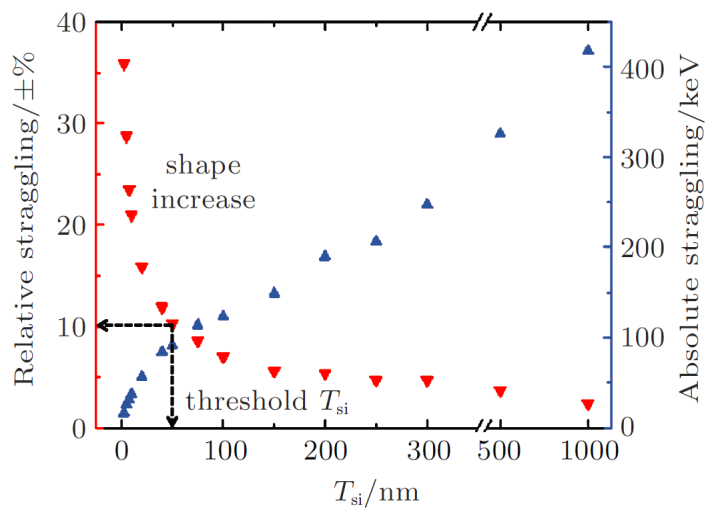 40
30
20
10
0
Relative straggling/±%
shape
increase
threshold Tsi
400
300
200
100
0
Absolute straggling/keV
0 100 200 300 500 1000
Tsi/nm